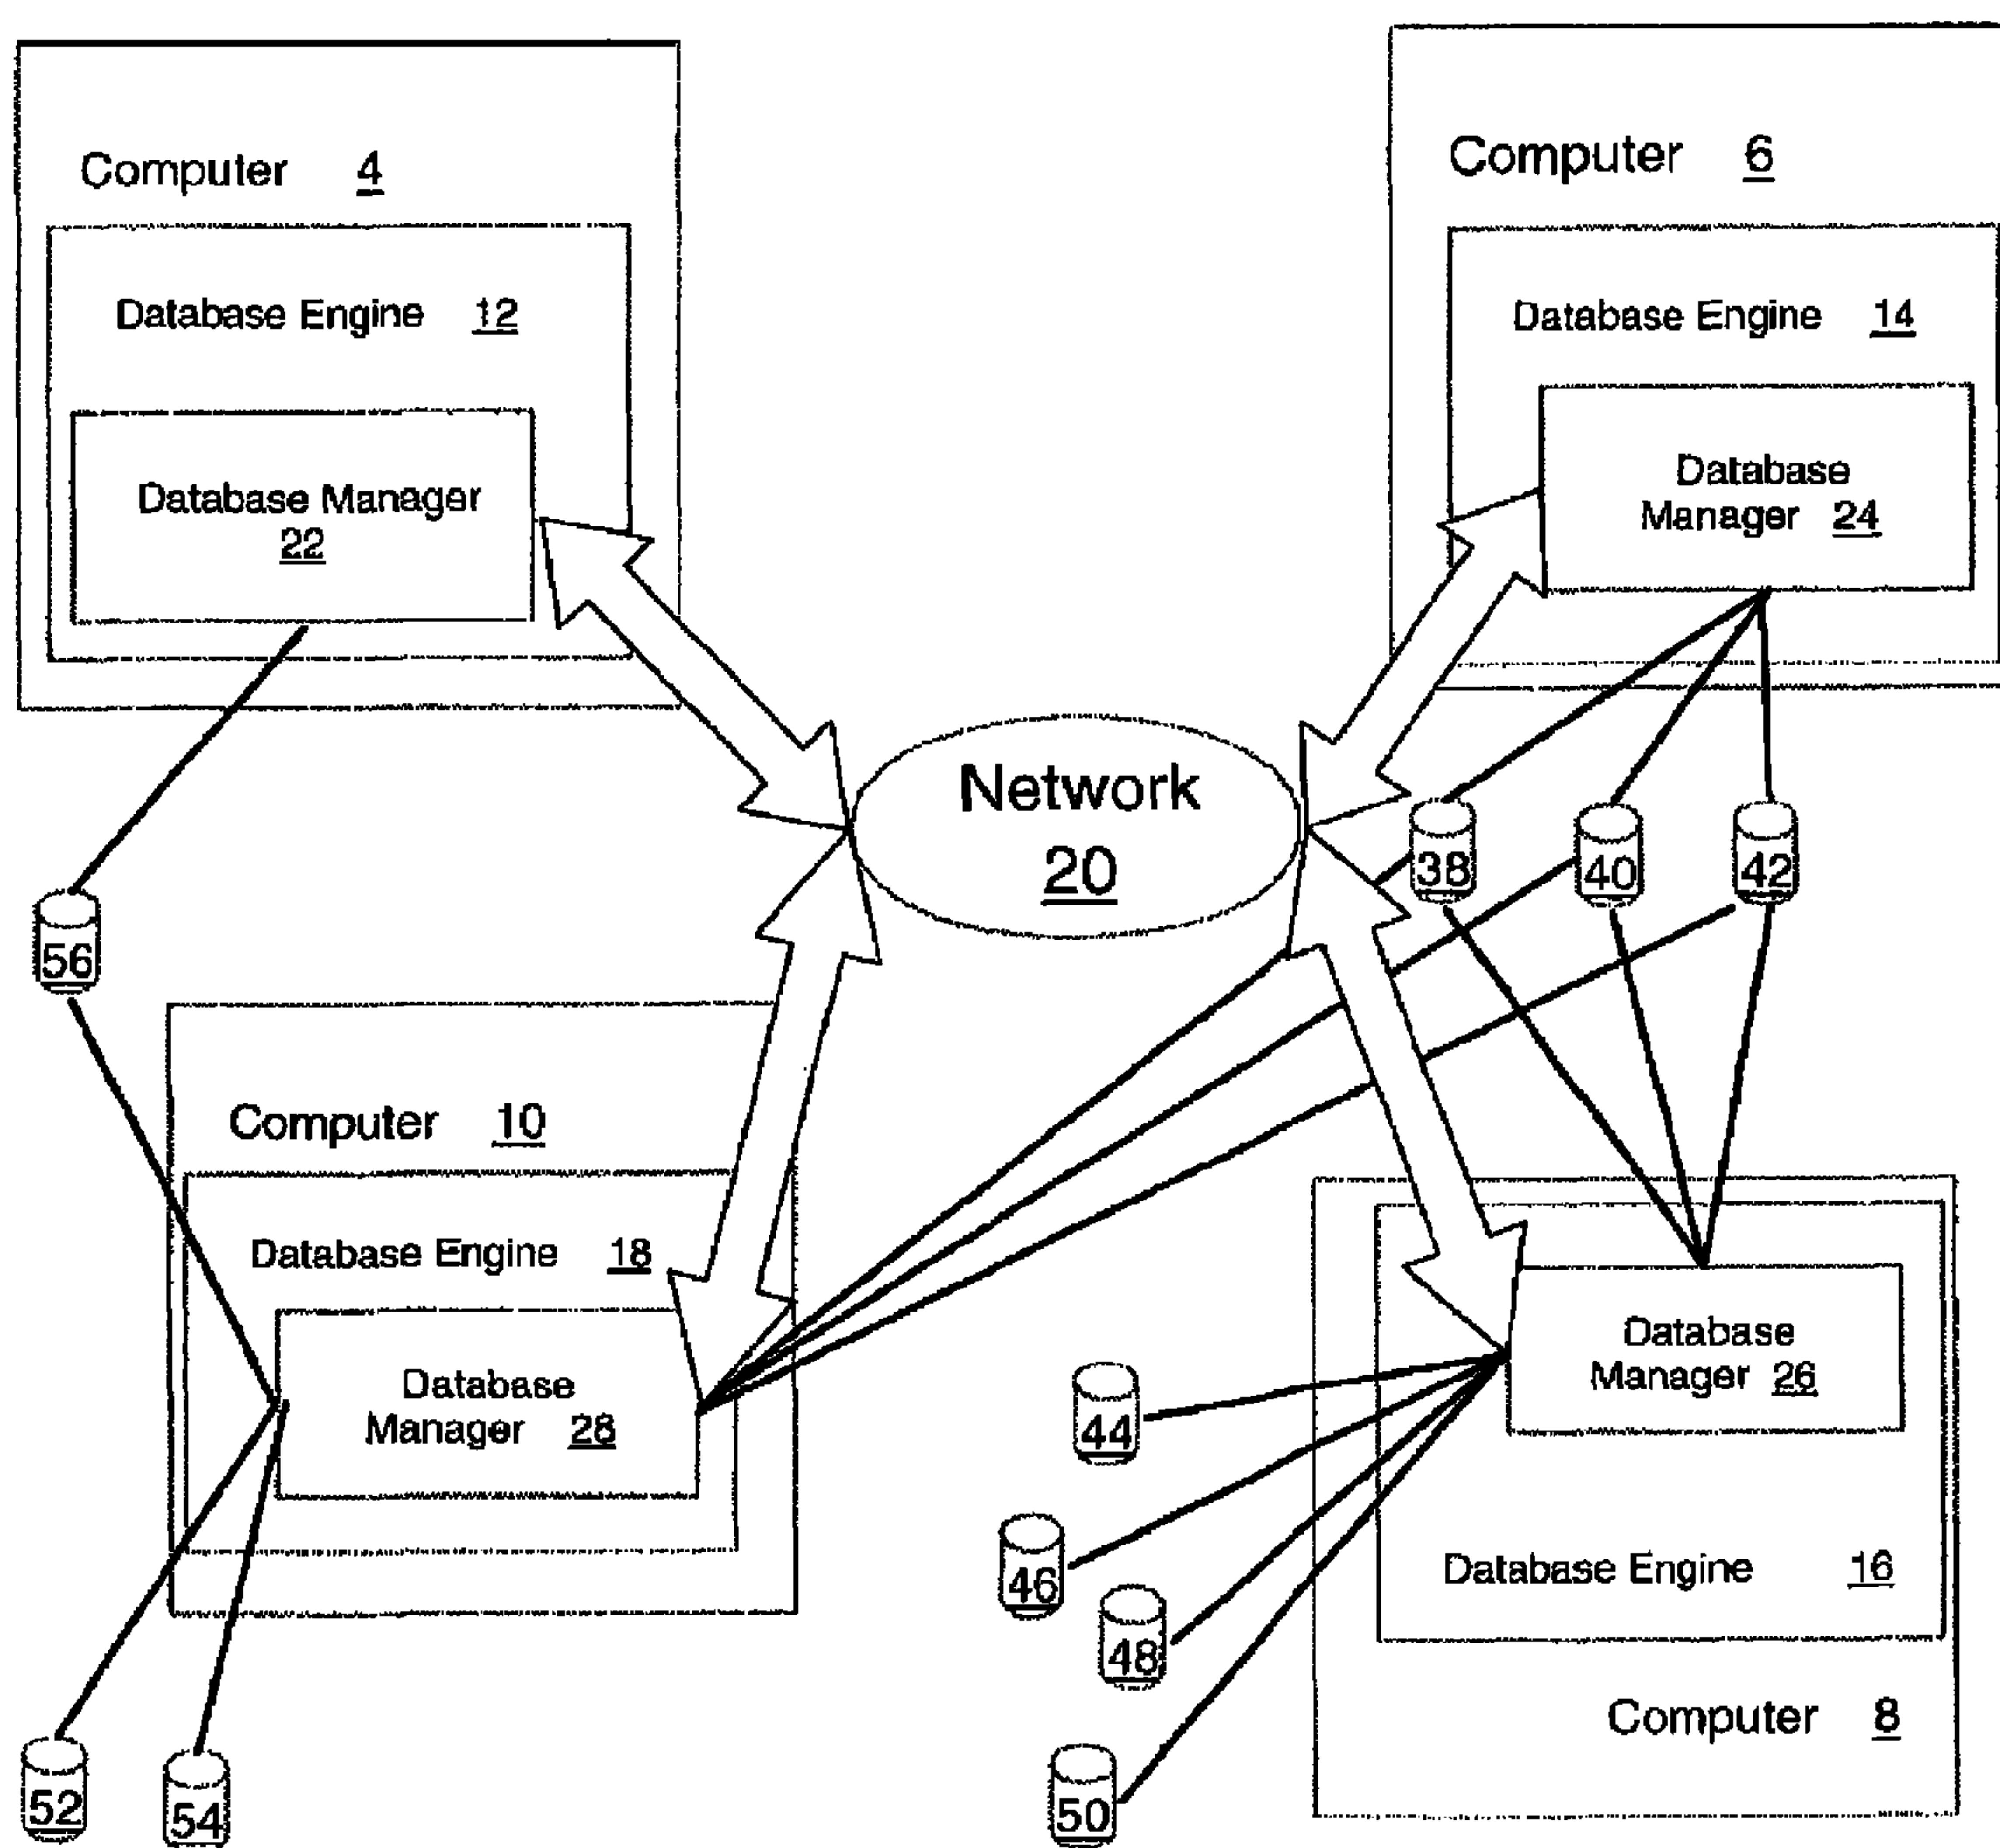 Computer 4
Database Engine 12
Database Manager
22
Computer 6
Database Engine 14
Database
Manager 24
Network
20
38
40
42
56
Computer 10
Database Engine 18
Database
Manager 28
Database
Manager 26
Database Engine 16
Computer 8
44
46
48
50
52
54